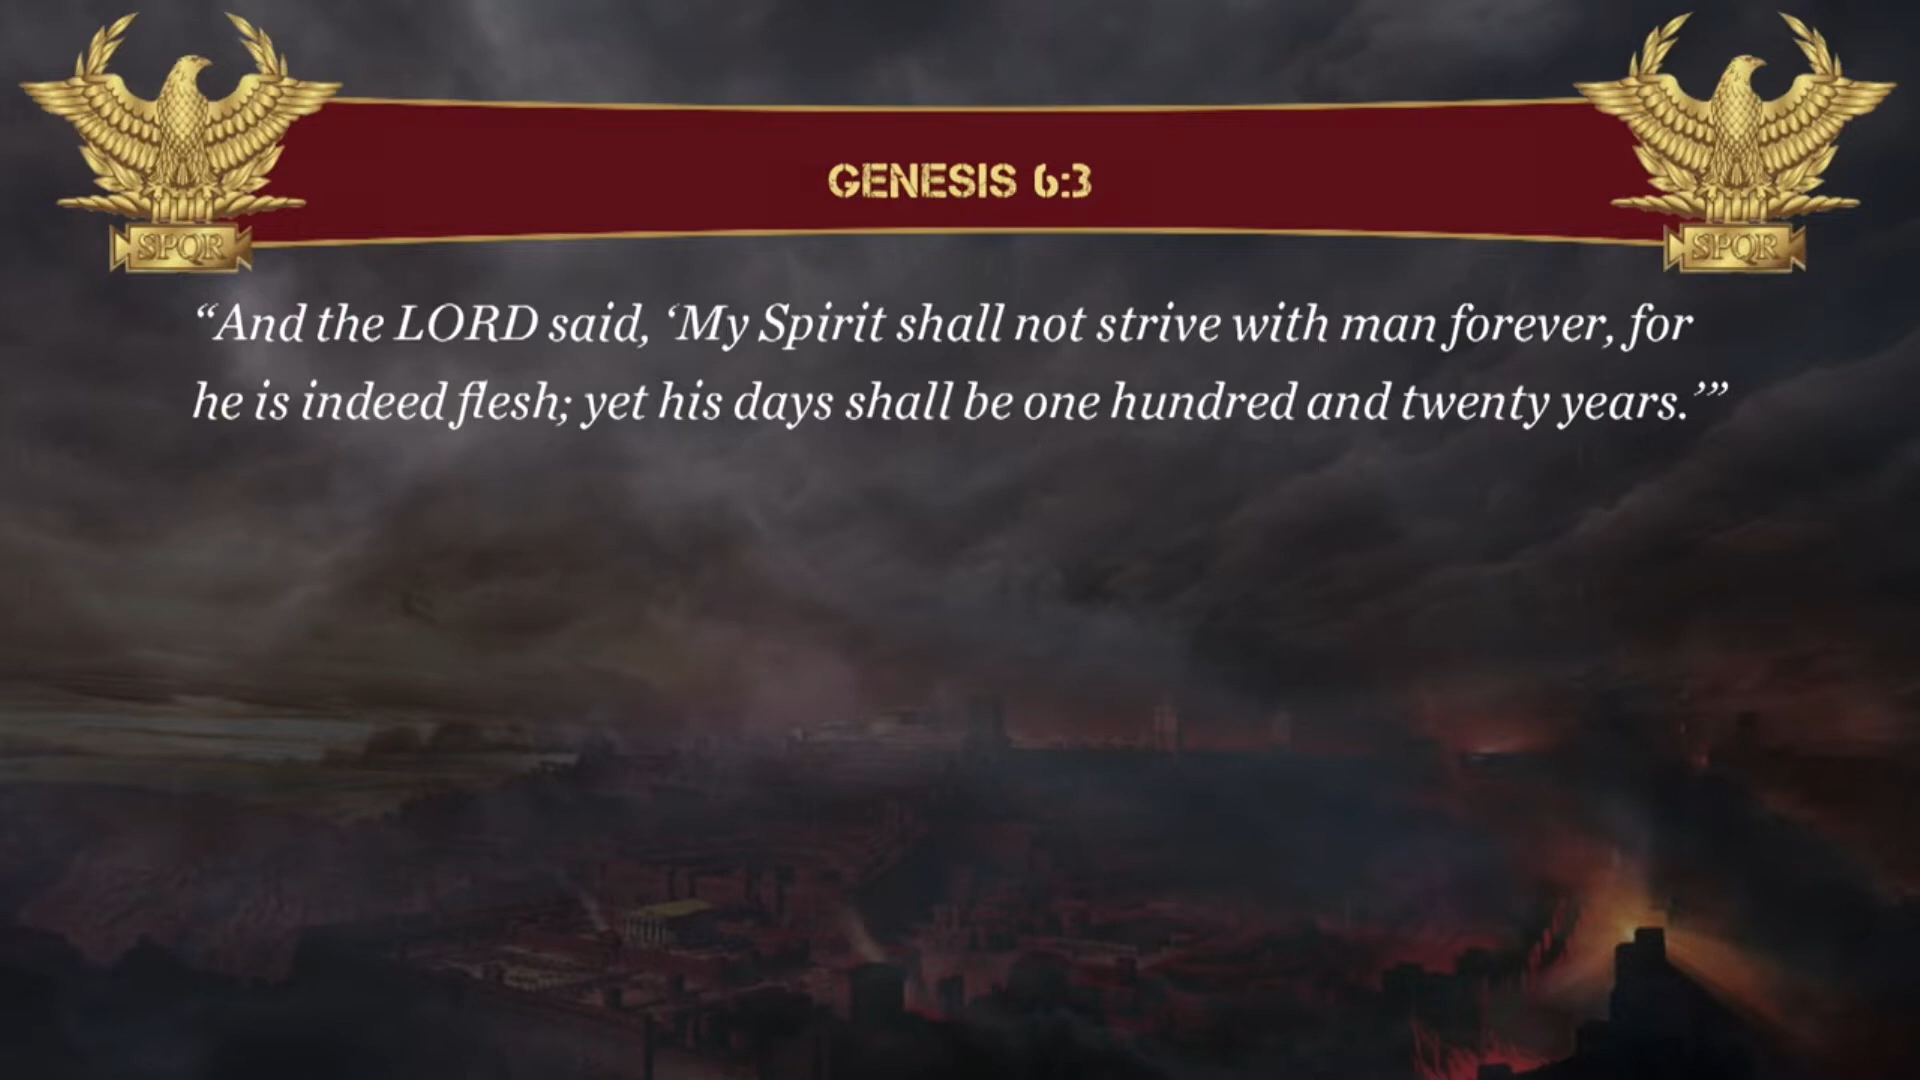 GENESIS 6:3
SPQR
SPQR
“And the LORD said, ‘My Spirit shall not strive with man forever, for
he is indeed flesh; yet his days shall be one hundred and twenty years.’”